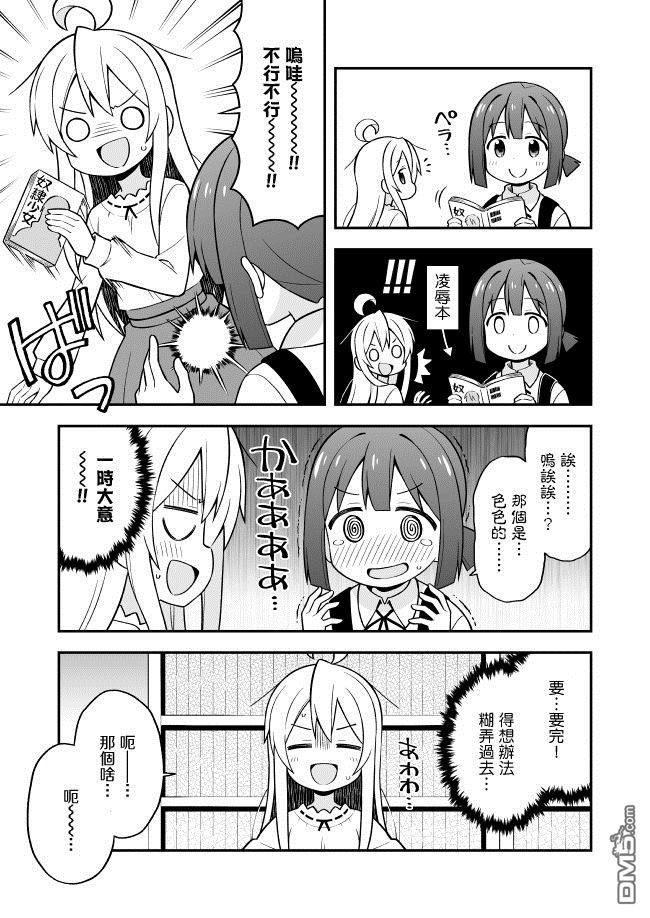 ペラ…
奴
凌辱本
!!!
奴
嗚哇~~~~~!!
不行不行~~~~!!
奴隸少女
ばっ
誒………
嗚誒誒…?
那個是…
色色的……
かあああああ…
一時大意
~~~!!
要…要完!
得想辦法
糊弄過去…
あわわわ
呃——…
那個啥…
呃~~…
DM5.com